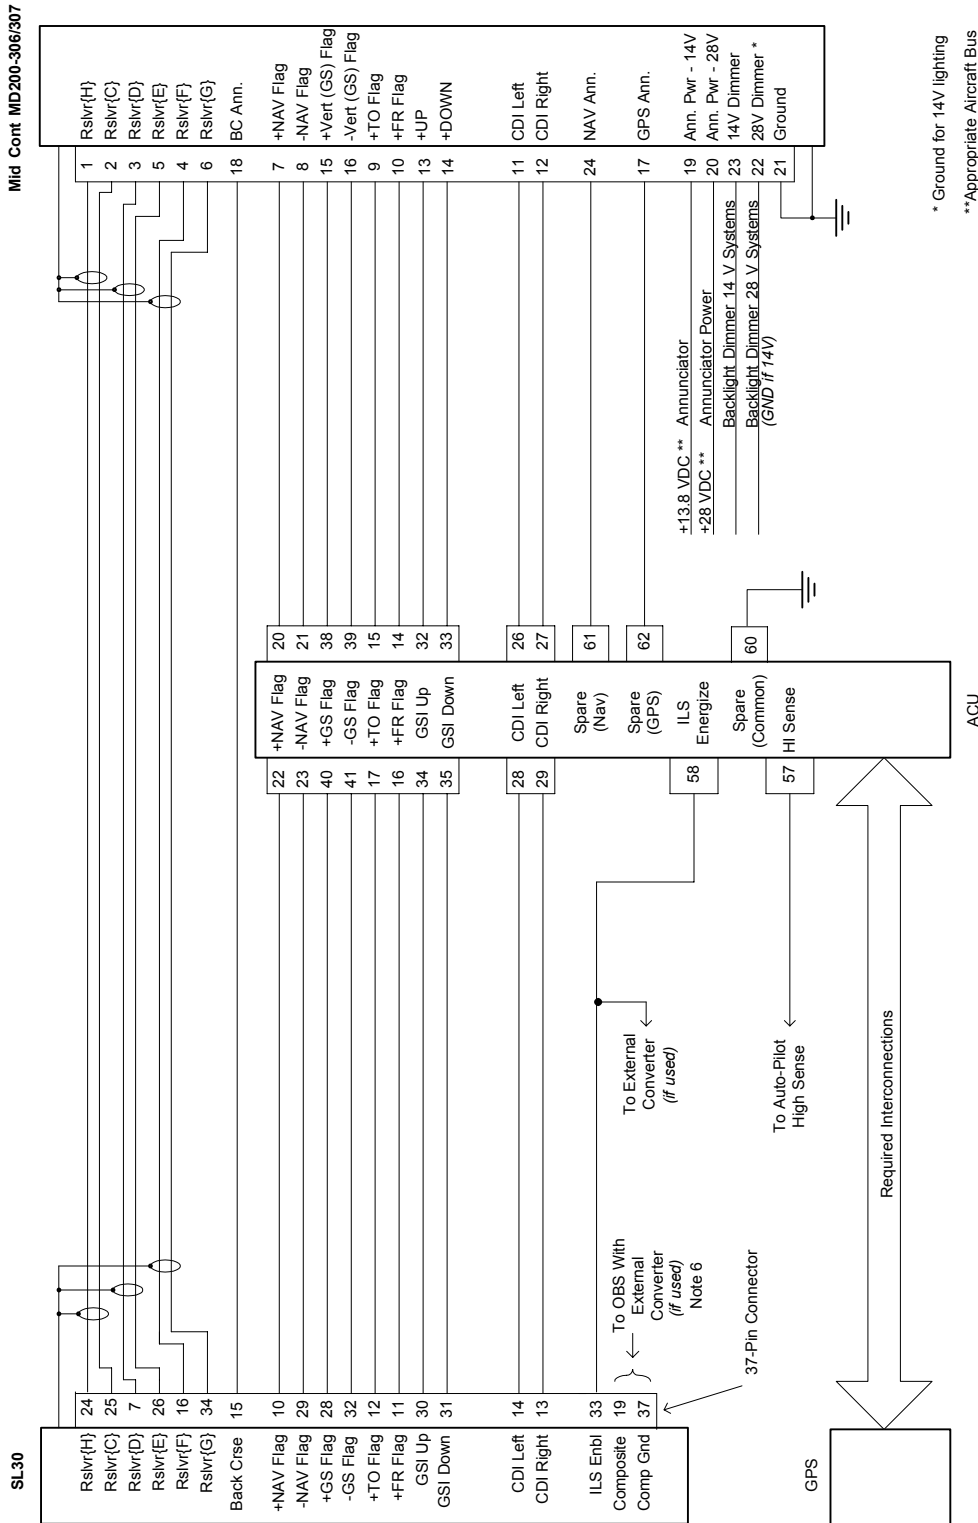 SL30
Rslvr{H} 24
Rslvr{C} 25
Rslvr{D} 7
Rslvr{E} 26
Rslvr{F} 16
Rslvr{G} 34
Back Crse 15
+NAV Flag 10
-NAV Flag 29
+GS Flag 28
-GS Flag 32
+TO Flag 12
+FR Flag 11
GSI Up 30
GSI Down 31
CDI Left 14
CDI Right 13
ILS Enbl 33
Composite 19
Comp Gnd 37
To OBS With
External
Converter
(if used)
Note 6
37-Pin Connector
To External
Converter
(if used)
To Auto-Pilot
High Sense
GPS
Required Interconnections
22 +NAV Flag 20
23 -NAV Flag 21
40 +GS Flag 38
41 -GS Flag 39
17 +TO Flag 15
16 +FR Flag 14
34 GSI Up 32
35 GSI Down 33
28 CDI Left 26
29 CDI Right 27
Spare
(Nav)
61
Spare
(GPS)
62
58
ILS
Energize
Spare
(Common)
60
57 HI Sense
ACU
+13.8 VDC ** Annunciator
+28 VDC ** Annunciator Power
Backlight Dimmer 14 V Systems
Backlight Dimmer 28 V Systems
(GND if 14V)
Mid Cont MD200-306/307
1 Rslvr{H}
2 Rslvr{C}
3 Rslvr{D}
5 Rslvr{E}
4 Rslvr{F}
6 Rslvr{G}
18 BC Ann.
7 +NAV Flag
8 -NAV Flag
15 +Vert (GS) Flag
16 -Vert (GS) Flag
9 +TO Flag
10 +FR Flag
13 +UP
14 +DOWN
11 CDI Left
12 CDI Right
24 NAV Ann.
17 GPS Ann.
19 Ann. Pwr - 14V
20 Ann. Pwr - 28V
23 14V Dimmer
22 28V Dimmer *
21 Ground
* Ground for 14V lighting
**Appropriate Aircraft Bus